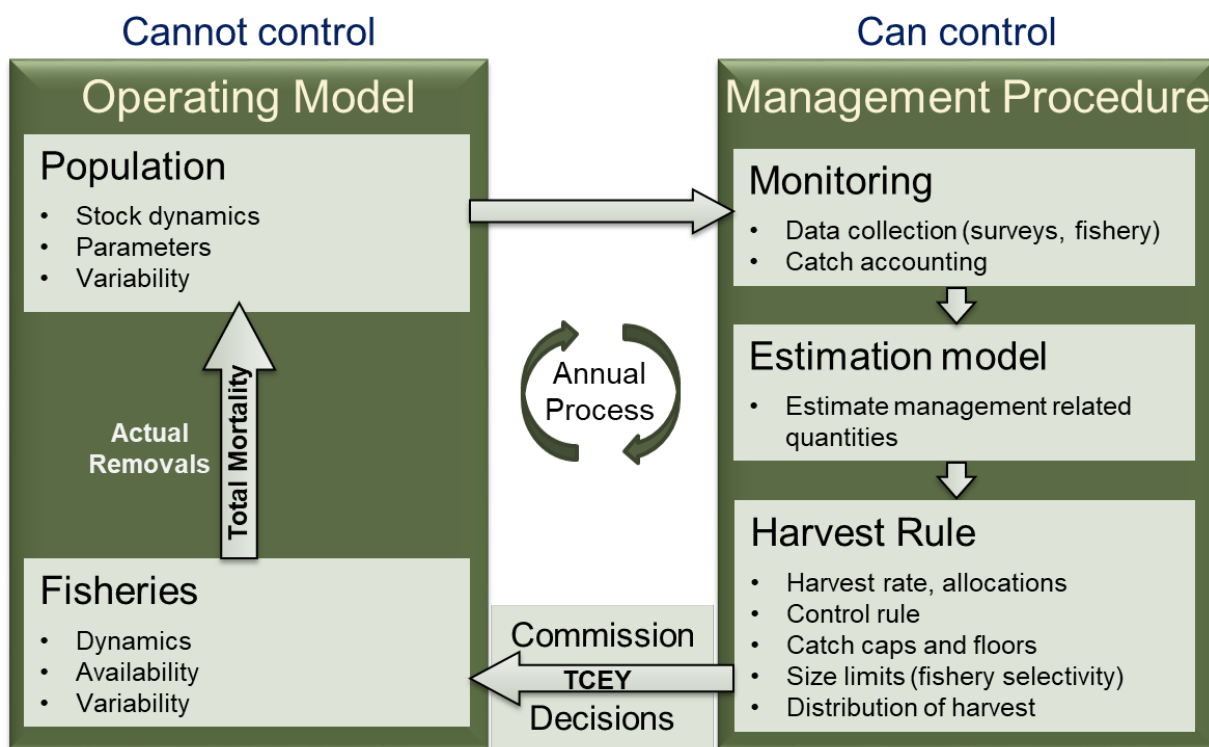 Cannot control
Operating Model
Population
• Stock dynamics
• Parameters
• Variability
Actual
Removals
Total Mortality
Fisheries
• Dynamics
• Availability
• Variability
Annual
Process
Commission
TCEY
Decisions
Can control
Management Procedure
Monitoring
• Data collection (surveys, fishery)
• Catch accounting
Estimation model
• Estimate management related
quantities
Harvest Rule
• Harvest rate, allocations
• Control rule
• Catch caps and floors
• Size limits (fishery selectivity)
• Distribution of harvest